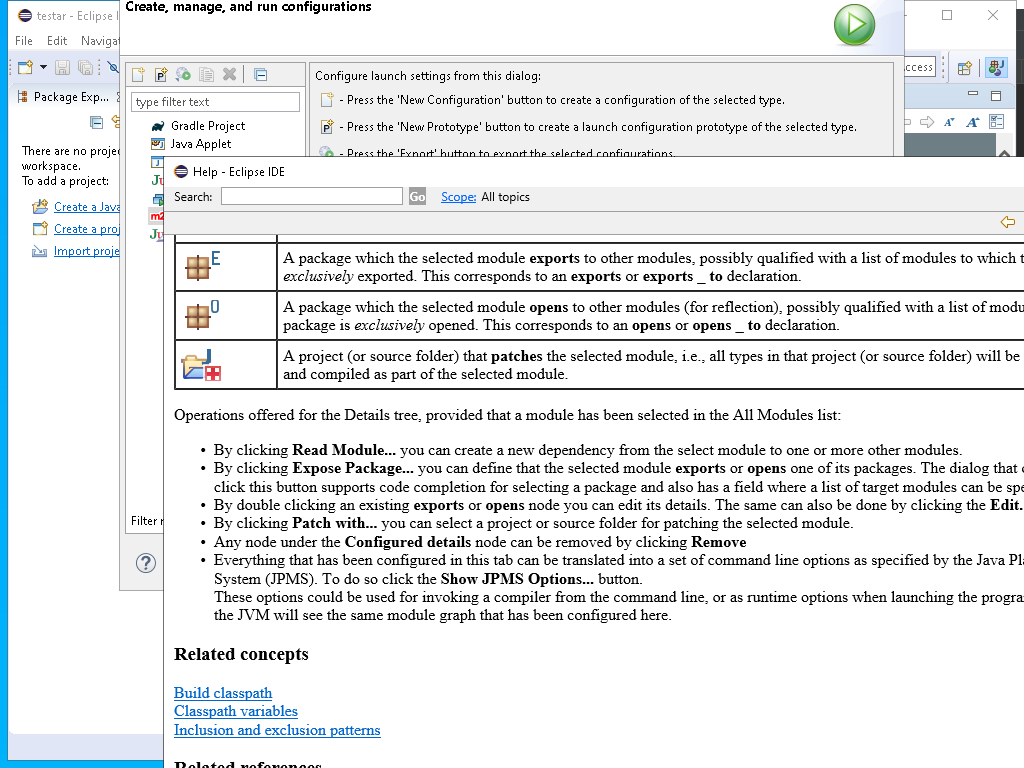 testar - Eclipse I
Create, manage, and run configurations
File Edit Naviga
ccess
Package Exp...
There are no proje
workspace.
To add a project:
Create a Java
Create a proj
Import proje
type filter text
Gradle Project
Java Applet
Ju
m2
Ju
Filter r
Configure launch settings from this dialog:
- Press the 'New Configuration' button to create a configuration of the selected type.
- Press the 'New Prototype' button to create a launch configuration prototype of the selected type.
- Press the 'Export' button to export the selected configurations.
Help - Eclipse IDE
Search: Go Scope: All topics
E A package which the selected module exports to other modules, possibly qualified with a list of modules to which t
exclusively exported. This corresponds to an exports or exports _ to declaration.
O A package which the selected module opens to other modules (for reflection), possibly qualified with a list of modu
package is exclusively opened. This corresponds to an opens or opens _ to declaration.
A project (or source folder) that patches the selected module, i.e., all types in that project (or source folder) will be
and compiled as part of the selected module.
Operations offered for the Details tree, provided that a module has been selected in the All Modules list:
• By clicking Read Module... you can create a new dependency from the select module to one or more other modules.
• By clicking Expose Package... you can define that the selected module exports or opens one of its packages. The dialog that
click this button supports code completion for selecting a package and also has a field where a list of target modules can be spe
• By double clicking an existing exports or opens node you can edit its details. The same can also be done by clicking the Edit.
• By clicking Patch with... you can select a project or source folder for patching the selected module.
• Any node under the Configured details node can be removed by clicking Remove
• Everything that has been configured in this tab can be translated into a set of command line options as specified by the Java Pla
System (JPMS). To do so click the Show JPMS Options... button.
These options could be used for invoking a compiler from the command line, or as runtime options when launching the progra
the JVM will see the same module graph that has been configured here.
Related concepts
Build classpath
Classpath variables
Inclusion and exclusion patterns
Related references